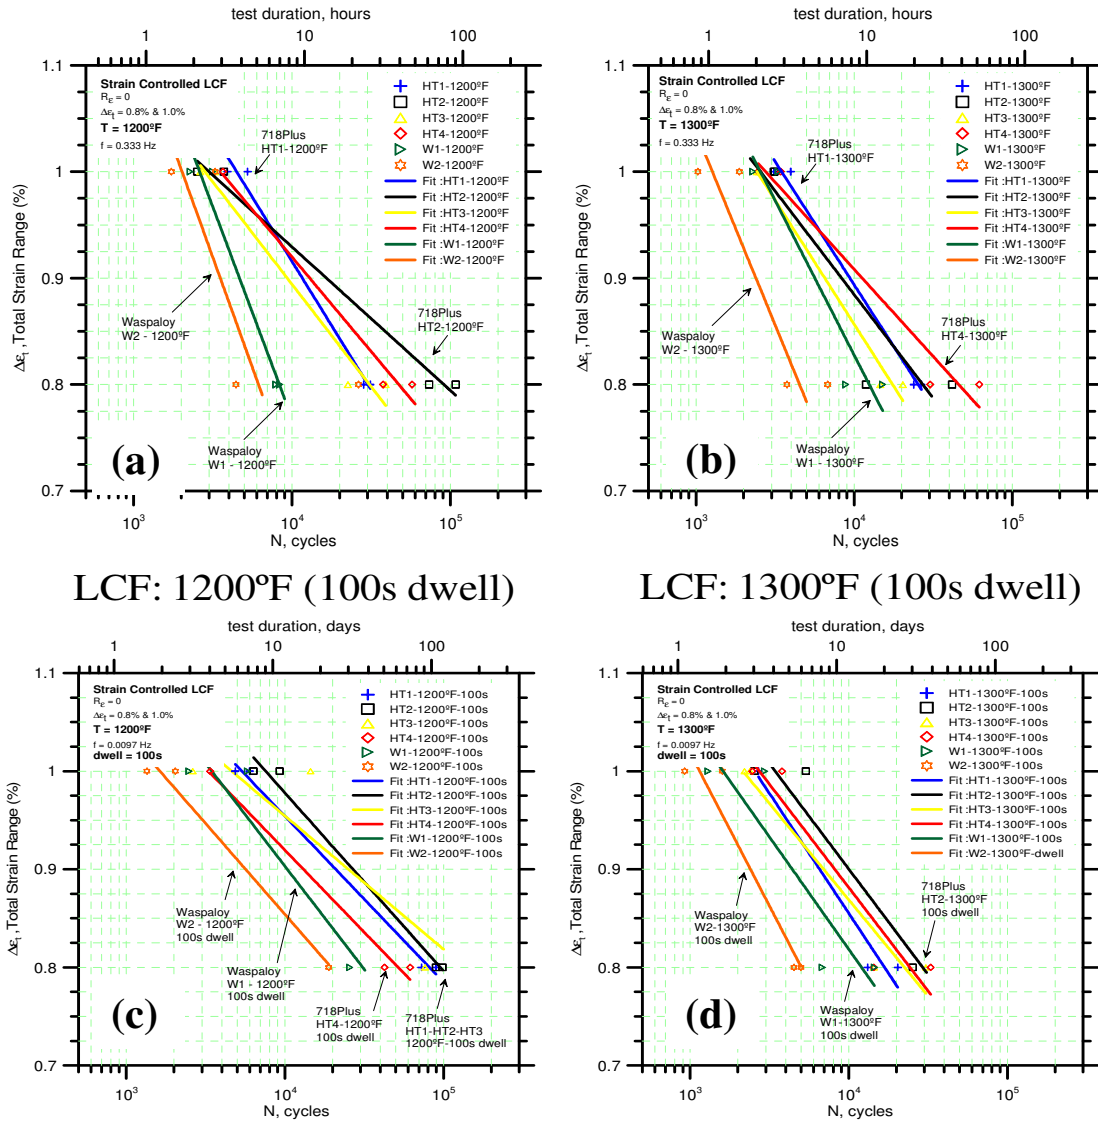 test duration, hours
1 10 100
1.1
1
0.9
0.8
0.7
Δεt ,Total Strain Range (%)
Strain Controlled LCF
Rε = 0
Δεt = 0.8% & 1.0%
T = 1200ºF
f = 0.333 Hz
HT1-1200ºF
HT2-1200ºF
HT3-1200ºF
HT4-1200ºF
W1-1200ºF
W2-1200ºF
Fit :HT1-1200ºF
Fit :HT2-1200ºF
Fit :HT3-1200ºF
Fit :HT4-1200ºF
Fit :W1-1200ºF
Fit :W2-1200ºF
718Plus
HT1-1200ºF
Waspaloy
W2 - 1200ºF
718Plus
HT2-1200ºF
Waspaloy
W1 - 1200ºF
(a)
10³ 10⁴ 10⁵
N, cycles
test duration, hours
1 10 100
1.1
1
0.9
0.8
0.7
Δεt ,Total Strain Range (%)
Strain Controlled LCF
Rε = 0
Δεt = 0.8% & 1.0%
T = 1300ºF
f = 0.333 Hz
HT1-1300ºF
HT2-1300ºF
HT3-1300ºF
HT4-1300ºF
W1-1300ºF
W2-1300ºF
Fit :HT1-1300ºF
Fit :HT2-1300ºF
Fit :HT3-1300ºF
Fit :HT4-1300ºF
Fit :W1-1300ºF
Fit :W2-1300ºF
718Plus
HT1-1300ºF
Waspaloy
W2 - 1300ºF
718Plus
HT4-1300ºF
Waspaloy
W1 - 1300ºF
(b)
10³ 10⁴ 10⁵
N, cycles
LCF: 1200ºF (100s dwell)
test duration, days
1 10 100
1.1
1
0.9
0.8
0.7
Δεt ,Total Strain Range (%)
Strain Controlled LCF
Rε = 0
Δεt = 0.8% & 1.0%
T = 1200ºF
f = 0.0097 Hz
dwell = 100s
HT1-1200ºF-100s
HT2-1200ºF-100s
HT3-1200ºF-100s
HT4-1200ºF-100s
W1-1200ºF-100s
W2-1200ºF-100s
Fit :HT1-1200ºF-100s
Fit :HT2-1200ºF-100s
Fit :HT3-1200ºF-100s
Fit :HT4-1200ºF-100s
Fit :W1-1200ºF-100s
Fit :W2-1200ºF-100s
Waspaloy
W2 - 1200ºF
100s dwell
Waspaloy
W1 - 1200ºF
100s dwell
718Plus
HT4-1200ºF
100s dwell
718Plus
HT1-HT2-HT3
1200ºF-100s dwell
(c)
10³ 10⁴ 10⁵
N, cycles
LCF: 1300ºF (100s dwell)
test duration, days
1 10 100
1.1
1
0.9
0.8
0.7
Δεt ,Total Strain Range (%)
Strain Controlled LCF
Rε = 0
Δεt = 0.8% & 1.0%
T = 1300ºF
f = 0.0097 Hz
dwell = 100s
HT1-1300ºF-100s
HT2-1300ºF-100s
HT3-1300ºF-100s
HT4-1300ºF-100s
W1-1300ºF-100s
W2-1300ºF-100s
Fit :HT1-1300ºF-100s
Fit :HT2-1300ºF-100s
Fit :HT3-1300ºF-100s
Fit :HT4-1300ºF-100s
Fit :W1-1300ºF-100s
Fit :W2-1300ºF-dwell
Waspaloy
W2-1300ºF
100s dwell
718Plus
HT2-1300ºF
100s dwell
Waspaloy
W1-1300ºF
100s dwell
(d)
10³ 10⁴ 10⁵
N, cycles